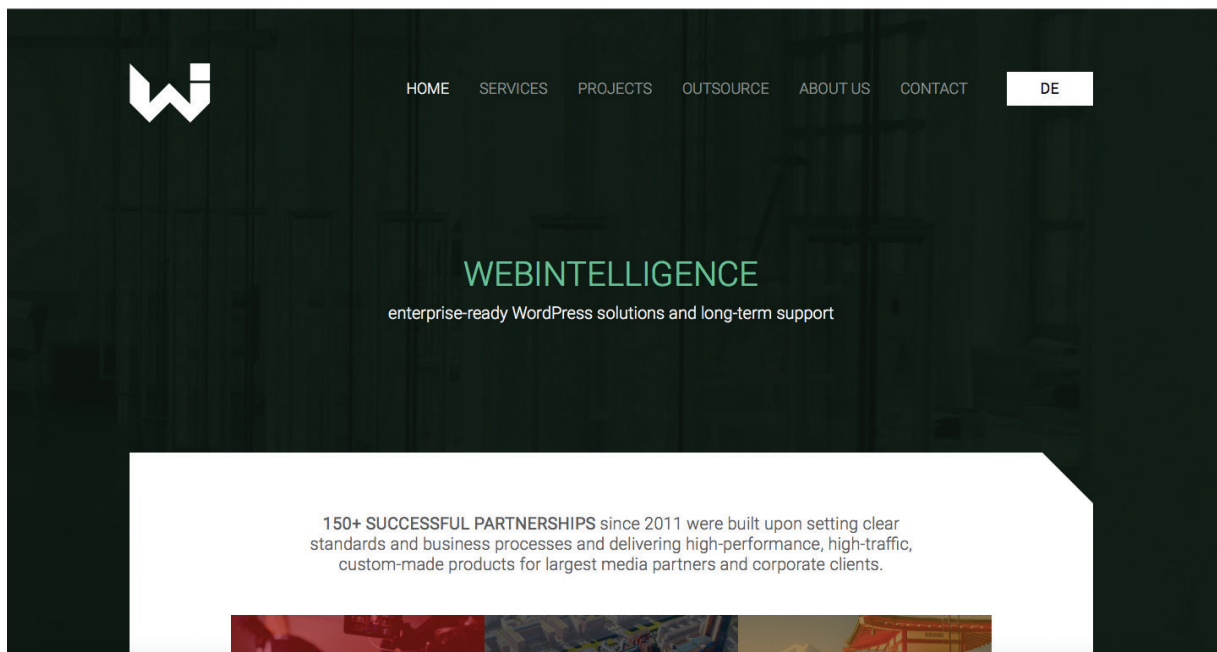 Wi
HOME SERVICES PROJECTS OUTSOURCE ABOUT US CONTACT DE
WEBINTELLIGENCE
enterprise-ready WordPress solutions and long-term support
150+ SUCCESSFUL PARTNERSHIPS since 2011 were built upon setting clear
standards and business processes and delivering high-performance, high-traffic,
custom-made products for largest media partners and corporate clients.